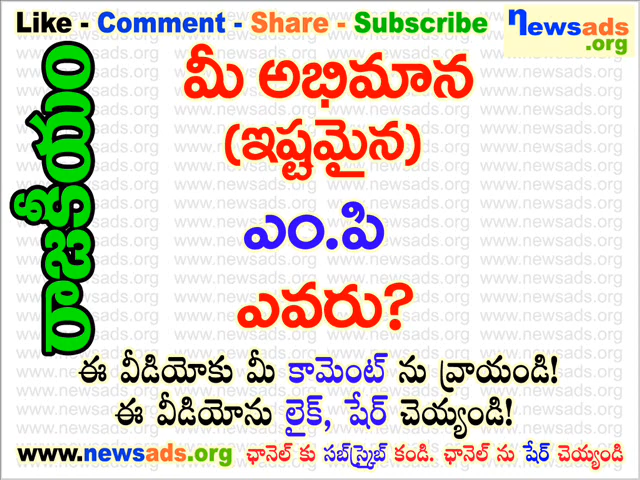 Like - Comment - Share - Subscribe
newsads
.org
రాజకీయం
మీ అభిమాన
(ఇష్టమైన)
ఎం.పి
ఎవరు?
ఈ వీడియోకు మీ కామెంట్ ను వ్రాయండి!
ఈ వీడియోను లైక్, షేర్ చెయ్యండి!
www.newsads.org ఛానెల్ కు సబ్‌స్క్రైబ్ కండి. ఛానెల్ ను షేర్ చెయ్యండి